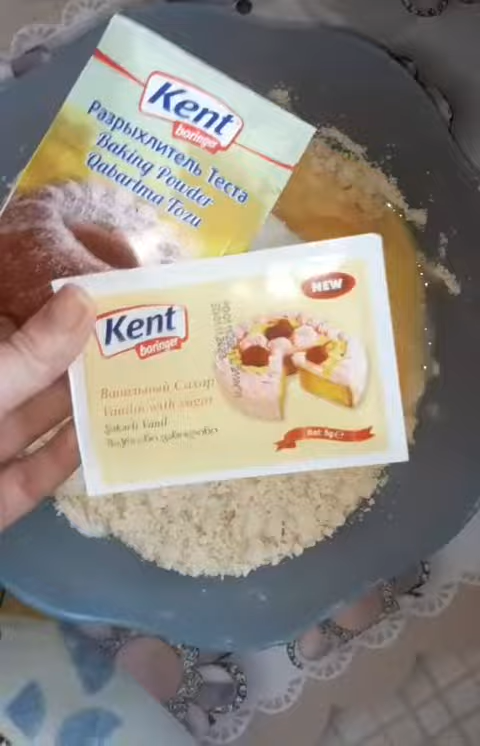 Kent
boringer
Разрыхлитель Теста
Baking Powder
Qabartma Tozu
NEW
Kent
boringer
Ванильный Сахар
Vanilin with sugar
Şəkərli Vanil
Net: 5g e